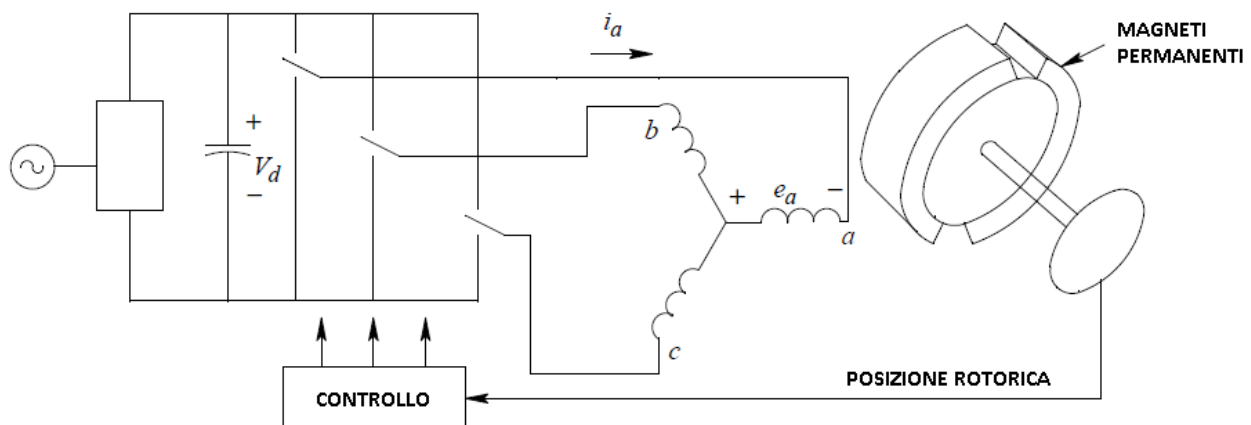 i_a
MAGNETI
PERMANENTI
+
V_d
−
b
+ e_a −
a
c
POSIZIONE ROTORICA
CONTROLLO